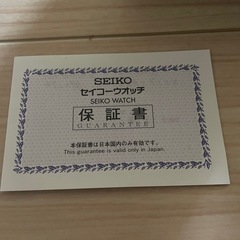 SEIKO
セイコーウオッチ
SEIKO WATCH
保証書
GUARANTEE
本保証書は日本国内のみ有効です。
This guarantee is valid only in Japan.